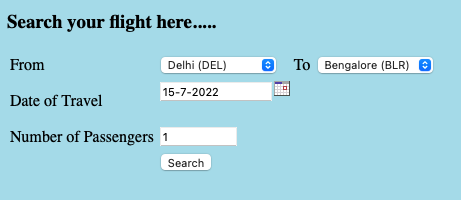 Search your flight here.....
From Delhi (DEL) To Bengalore (BLR)
Date of Travel 15-7-2022
Number of Passengers 1
Search